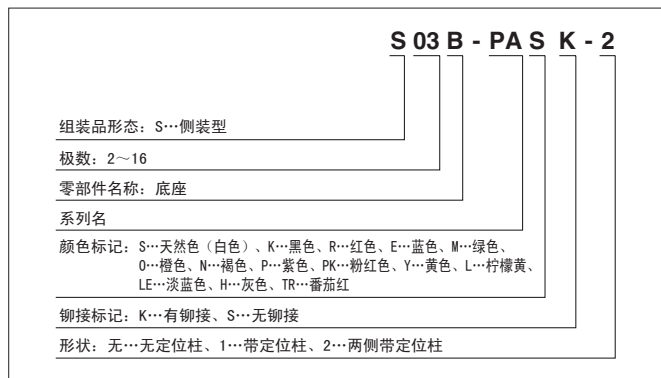 S 03 B - PA S K - 2
组装品形态：S…侧装型
极数：2～16
零部件名称：底座
系列名
颜色标记：S…天然色（白色）、K…黑色、R…红色、E…蓝色、M…绿色、
O…橙色、N…褐色、P…紫色、PK…粉红色、Y…黄色、L…柠檬黄、
LE…淡蓝色、H…灰色、TR…番茄红
铆接标记：K…有铆接、S…无铆接
形状：无…无定位柱、1…带定位柱、2…两侧带定位柱